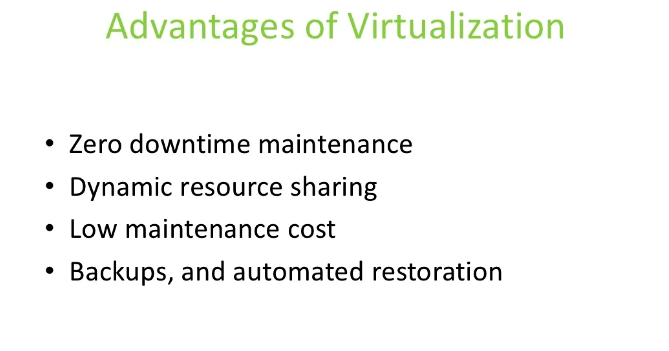 Advantages of Virtualization
• Zero downtime maintenance
• Dynamic resource sharing
• Low maintenance cost
• Backups, and automated restoration